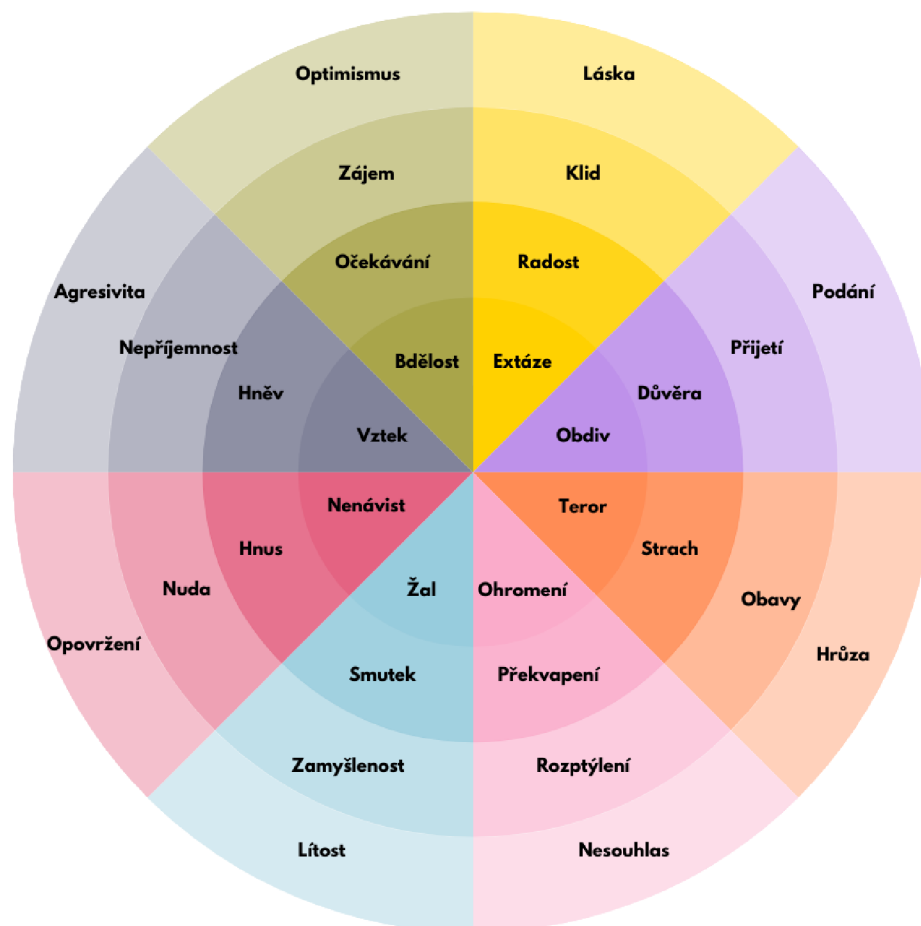 Optimismus
Láska
Zájem
Klid
Očekávání
Radost
Agresivita
Podání
Nepříjemnost
Přijetí
Bdělost
Extáze
Hněv
Důvěra
Vztek
Obdiv
Nenávist
Teror
Hnus
Strach
Nuda
Žal
Ohromení
Obavy
Opovržení
Hrůza
Smutek
Překvapení
Zamyšlenost
Rozptýlení
Lítost
Nesouhlas